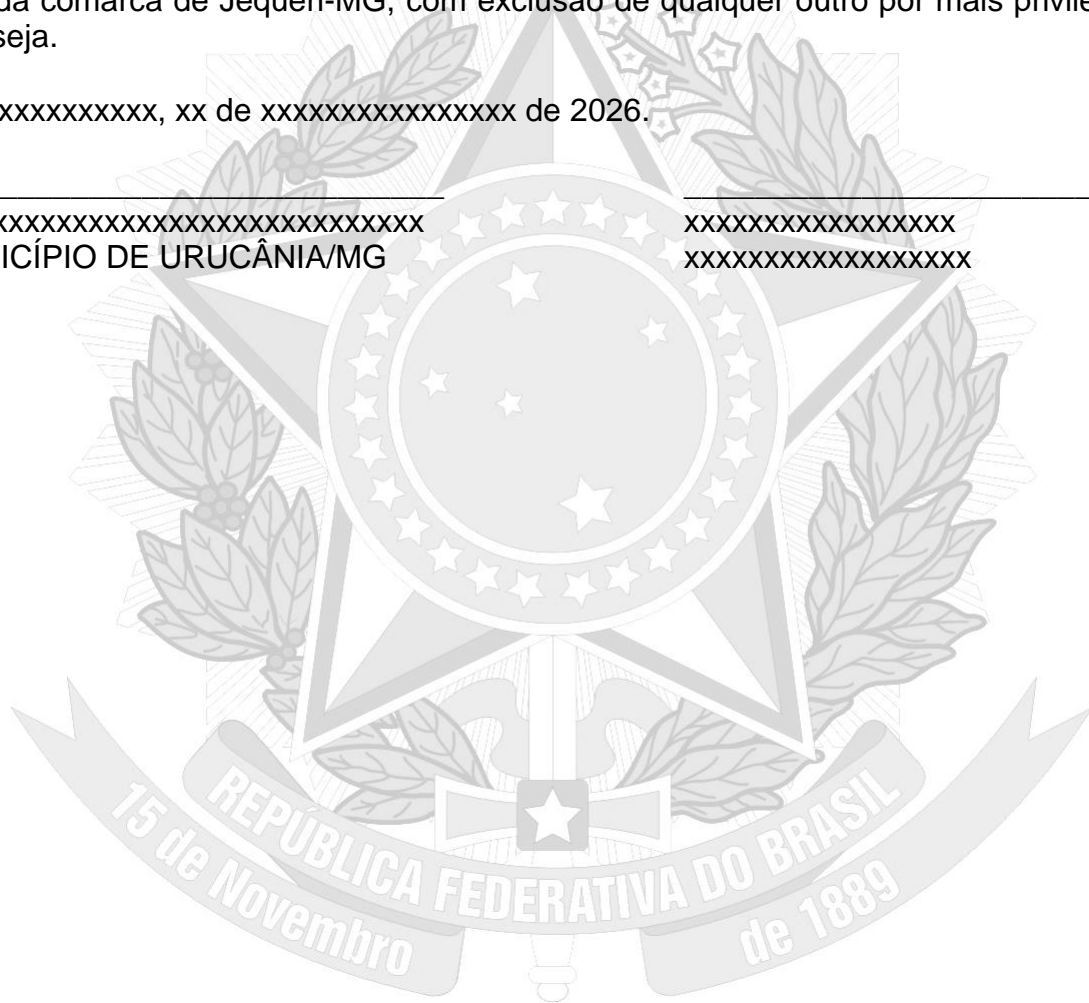 da comarca de Jequeri-MG, com exclusão de qualquer outro por mais privile
seja.
xxxxxxxxxx, xx de xxxxxxxxxxxxxxxx de 2026.
xxxxxxxxxxxxxxxxxxxxxxxxxxx xxxxxxxxxxxxxxxxx
ICÍPIO DE URUCÂNIA/MG xxxxxxxxxxxxxxxxxx
REPÚBLICA FEDERATIVA DO BRASIL
15 de Novembro de 1889